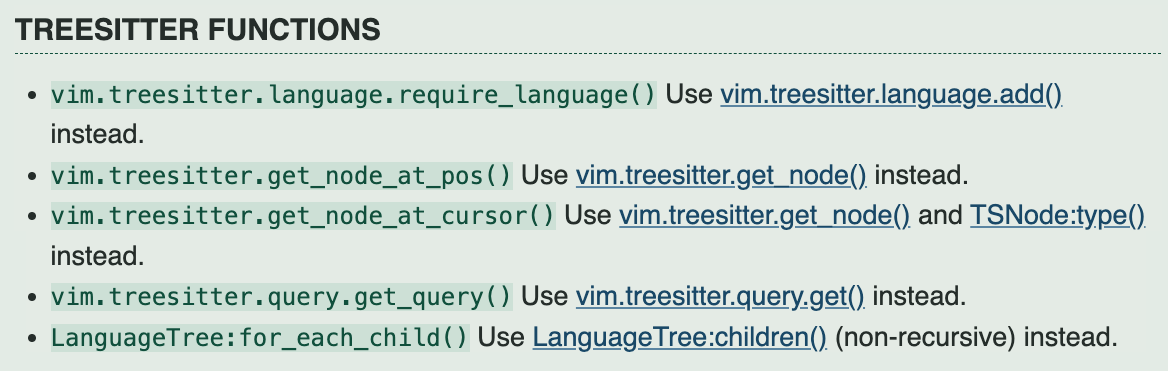 TREESITTER FUNCTIONS
• vim.treesitter.language.require_language() Use vim.treesitter.language.add()
instead.
• vim.treesitter.get_node_at_pos() Use vim.treesitter.get_node() instead.
• vim.treesitter.get_node_at_cursor() Use vim.treesitter.get_node() and TSNode:type()
instead.
• vim.treesitter.query.get_query() Use vim.treesitter.query.get() instead.
• LanguageTree:for_each_child() Use LanguageTree:children() (non-recursive) instead.